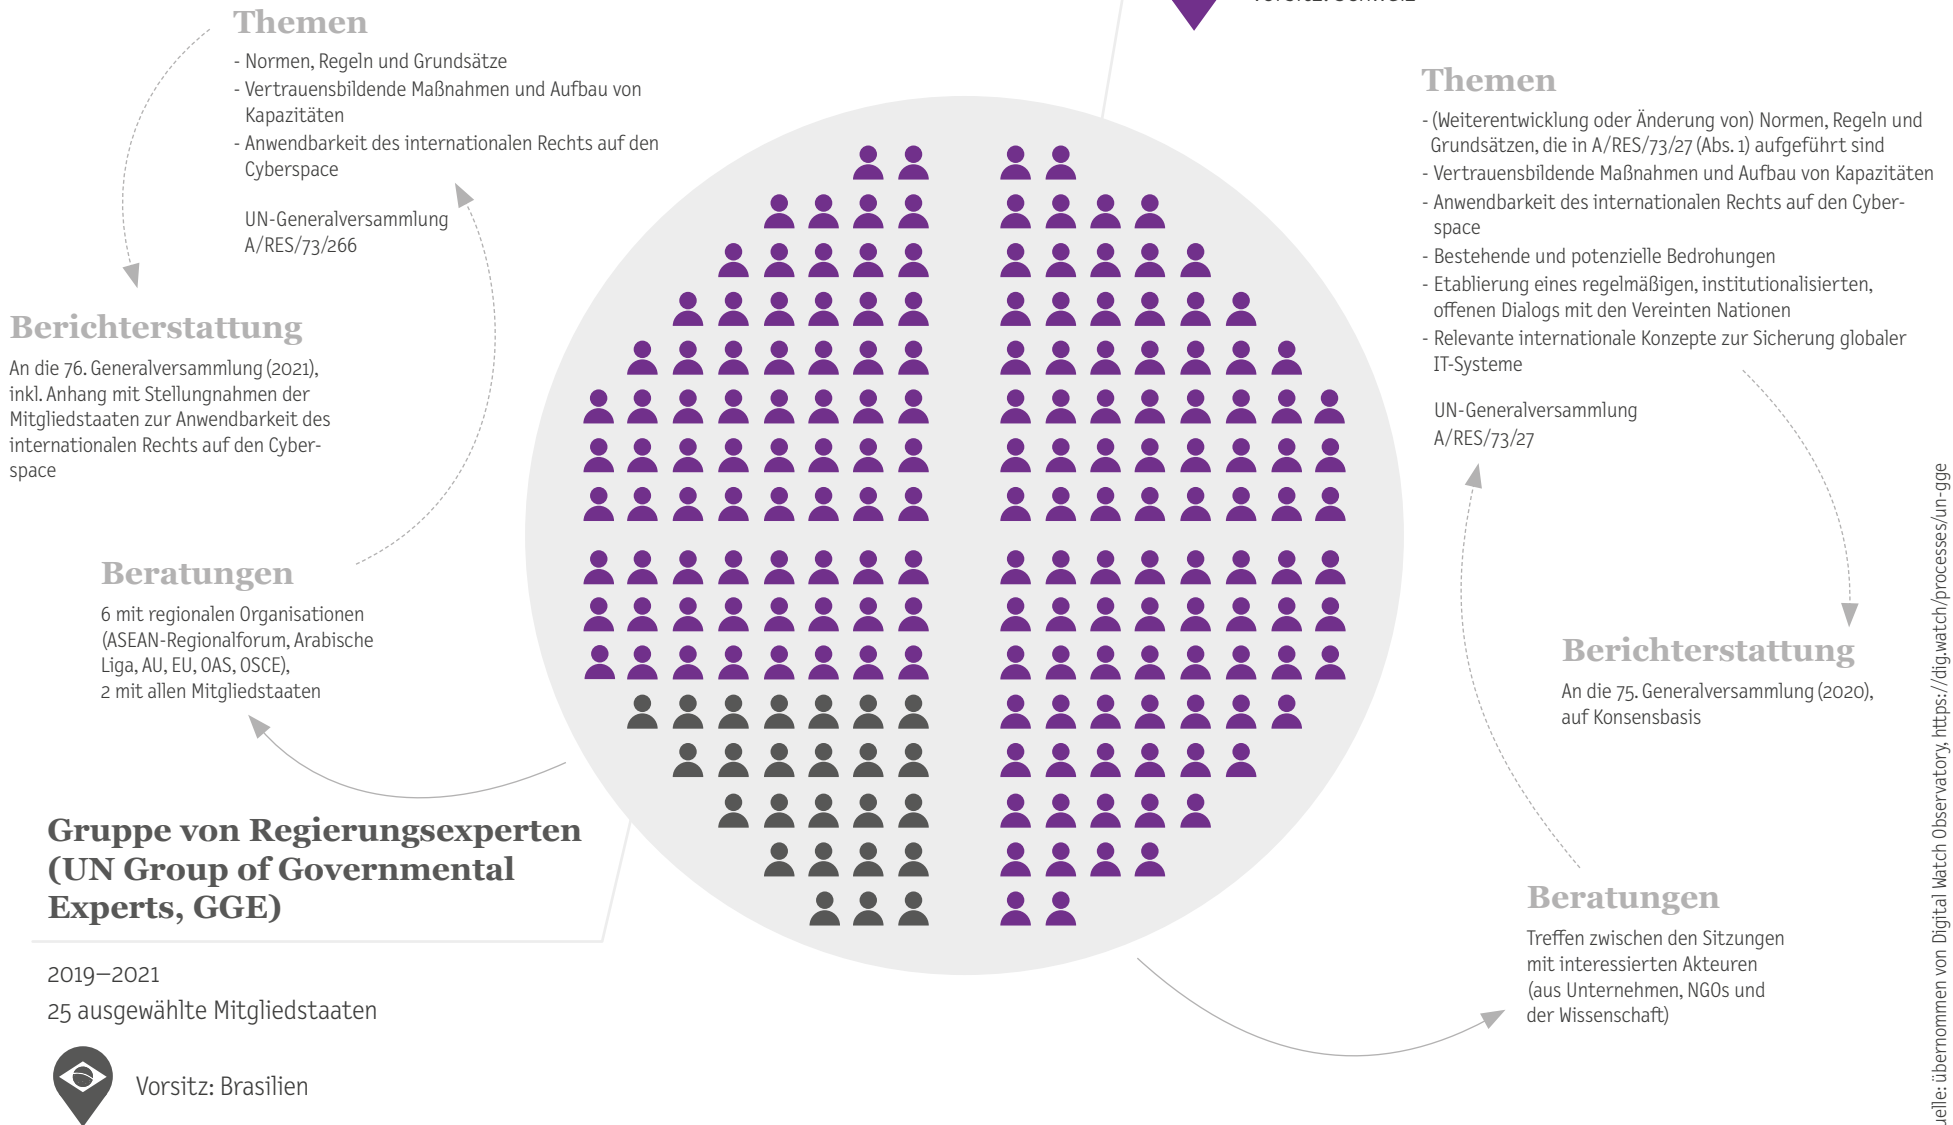 Vorsitz: Schweiz
Themen
- Normen, Regeln und Grundsätze
- Vertrauensbildende Maßnahmen und Aufbau von
Kapazitäten
- Anwendbarkeit des internationalen Rechts auf den
Cyberspace
UN-Generalversammlung
A/RES/73/266
Berichterstattung
An die 76. Generalversammlung (2021),
inkl. Anhang mit Stellungnahmen der
Mitgliedstaaten zur Anwendbarkeit des
internationalen Rechts auf den Cyber-
space
Beratungen
6 mit regionalen Organisationen
(ASEAN-Regionalforum, Arabische
Liga, AU, EU, OAS, OSCE),
2 mit allen Mitgliedstaaten
Gruppe von Regierungsexperten
(UN Group of Governmental
Experts, GGE)
2019–2021
25 ausgewählte Mitgliedstaaten
Vorsitz: Brasilien
Themen
- (Weiterentwicklung oder Änderung von) Normen, Regeln und
Grundsätzen, die in A/RES/73/27 (Abs. 1) aufgeführt sind
- Vertrauensbildende Maßnahmen und Aufbau von Kapazitäten
- Anwendbarkeit des internationalen Rechts auf den Cyber-
space
- Bestehende und potenzielle Bedrohungen
- Etablierung eines regelmäßigen, institutionalisierten,
offenen Dialogs mit den Vereinten Nationen
- Relevante internationale Konzepte zur Sicherung globaler
IT-Systeme
UN-Generalversammlung
A/RES/73/27
Berichterstattung
An die 75. Generalversammlung (2020),
auf Konsensbasis
Beratungen
Treffen zwischen den Sitzungen
mit interessierten Akteuren
(aus Unternehmen, NGOs und
der Wissenschaft)
übernommen von Digital Watch Observatory, https://dig.watch/processes/un-gge